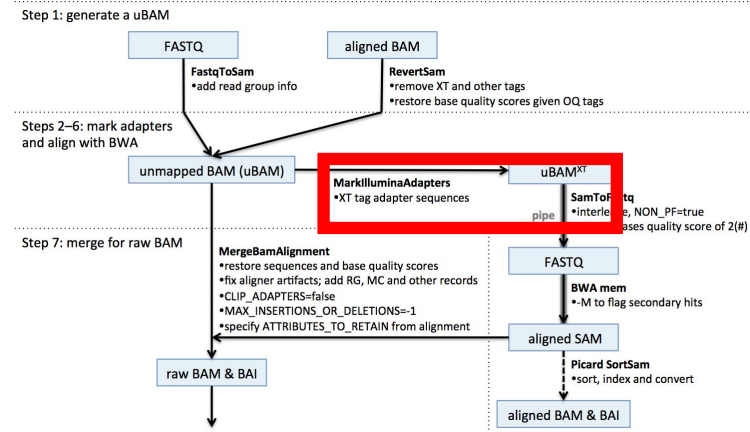 Step 1: generate a uBAM
FASTQ
aligned BAM
FastqToSam
•add read group info
RevertSam
•remove XT and other tags
•restore base quality scores given OQ tags
Steps 2–6: mark adapters
and align with BWA
unmapped BAM (uBAM)
uBAMXT
MarkIlluminaAdapters
•XT tag adapter sequences
pipe
SamToFastq
•interleave, NON_PF=true
quality score of 2(#)
Step 7: merge for raw BAM
MergeBamAlignment
•restore sequences and base quality scores
•fix aligner artifacts; add RG, MC and other records
•CLIP_ADAPTERS=false
•MAX_INSERTIONS_OR_DELETIONS=-1
•specify ATTRIBUTES_TO_RETAIN from alignment
FASTQ
BWA mem
•-M to flag secondary hits
aligned SAM
raw BAM & BAI
Picard SortSam
•sort, index and convert
aligned BAM & BAI